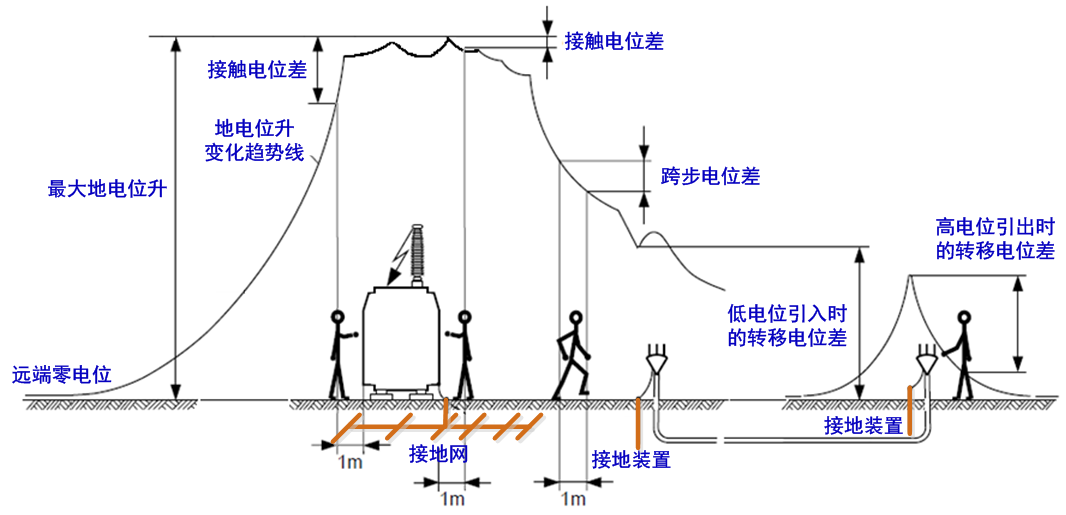 接触电位差
接触电位差
地电位升
变化趋势线
最大地电位升
跨步电位差
高电位引出时
的转移电位差
低电位引入时
的转移电位差
远端零电位
接地装置
接地网
接地装置
1m
1m
1m